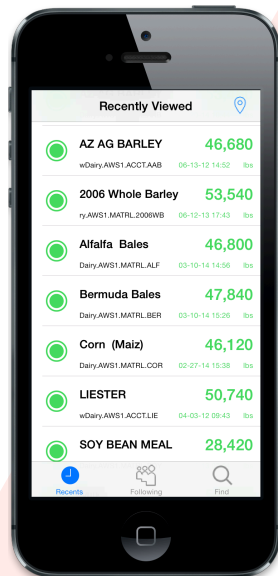 Recently Viewed
AZ AG BARLEY 46,680
wDairy.AWS1.ACCT.AAB 06-13-12 14:52 lbs
2006 Whole Barley 53,540
ry.AWS1.MATRL.2006WB 06-12-13 17:43 lbs
Alfalfa Bales 46,800
Dairy.AWS1.MATRL.ALF 03-10-14 14:56 lbs
Bermuda Bales 47,840
Dairy.AWS1.MATRL.BER 03-10-14 15:26 lbs
Corn (Maiz) 46,120
Dairy.AWS1.MATRL.COR 02-27-14 15:38 lbs
LIESTER 50,740
wDairy.AWS1.ACCT.LIE 04-03-12 09:43 lbs
SOY BEAN MEAL 28,420
Recents Following Find